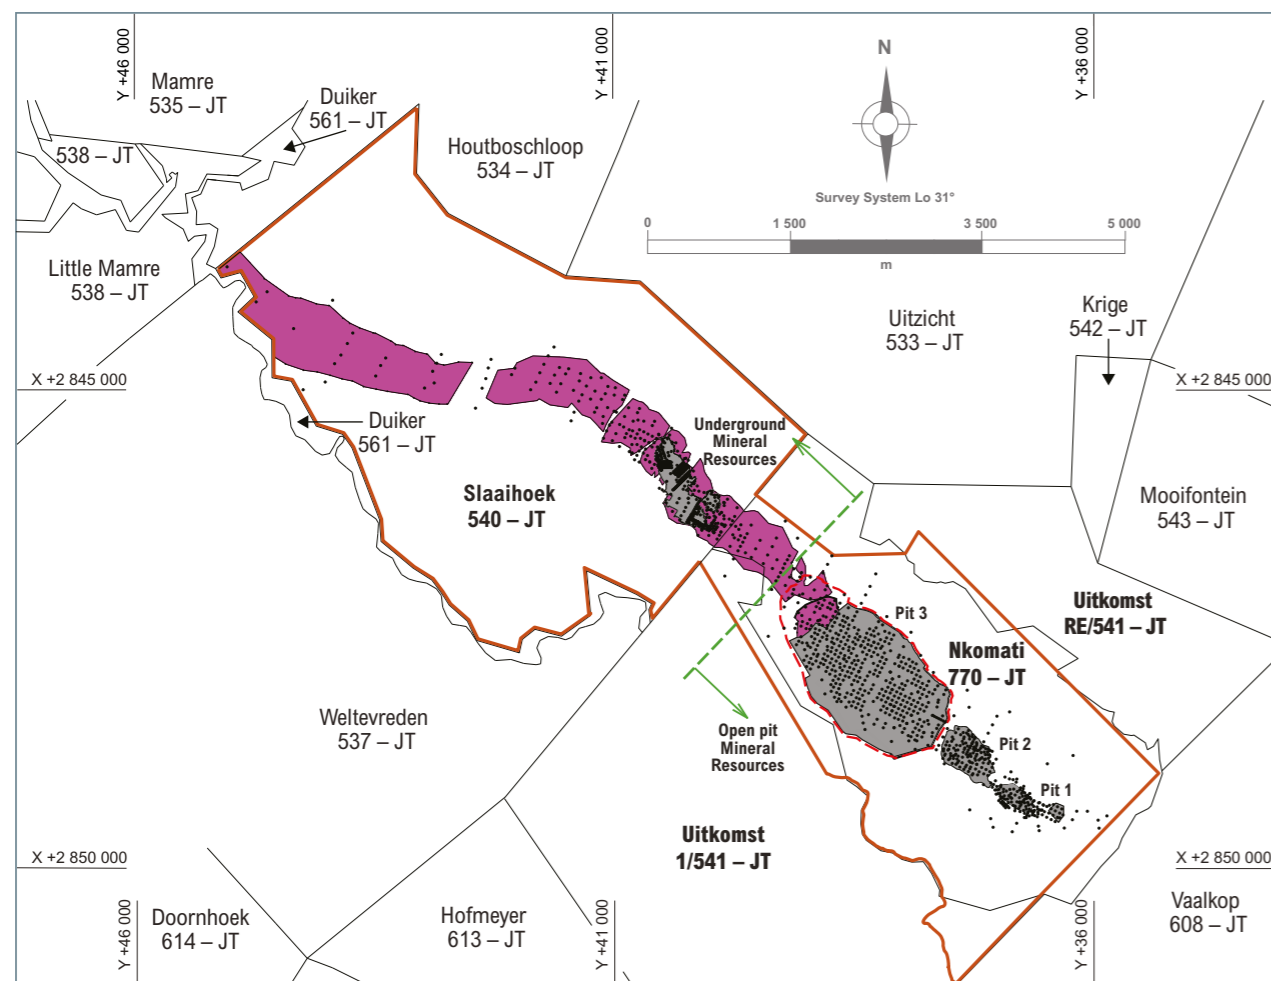 Y +46 000
Y +41 000
Y +36 000
Mamre
535 – JT
Duiker
561 – JT
538 – JT
Houtboschloop
534 – JT
N
Survey System Lo 31°
0
1 500
3 500
5 000
m
Little Mamre
538 – JT
Uitzicht
533 – JT
Krige
542 – JT
X +2 845 000
X +2 845 000
Duiker
561 – JT
Underground
Mineral
Resources
Slaaihoek
540 – JT
Mooifontein
543 – JT
Uitkomst
RE/541 – JT
Pit 3
Nkomati
770 – JT
Weltevreden
537 – JT
Open pit
Mineral
Resources
Pit 2
Pit 1
Uitkomst
1/541 – JT
X +2 850 000
X +2 850 000
Doornhoek
614 – JT
Hofmeyer
613 – JT
Vaalkop
608 – JT
Y +46 000
Y +41 000
Y +36 000